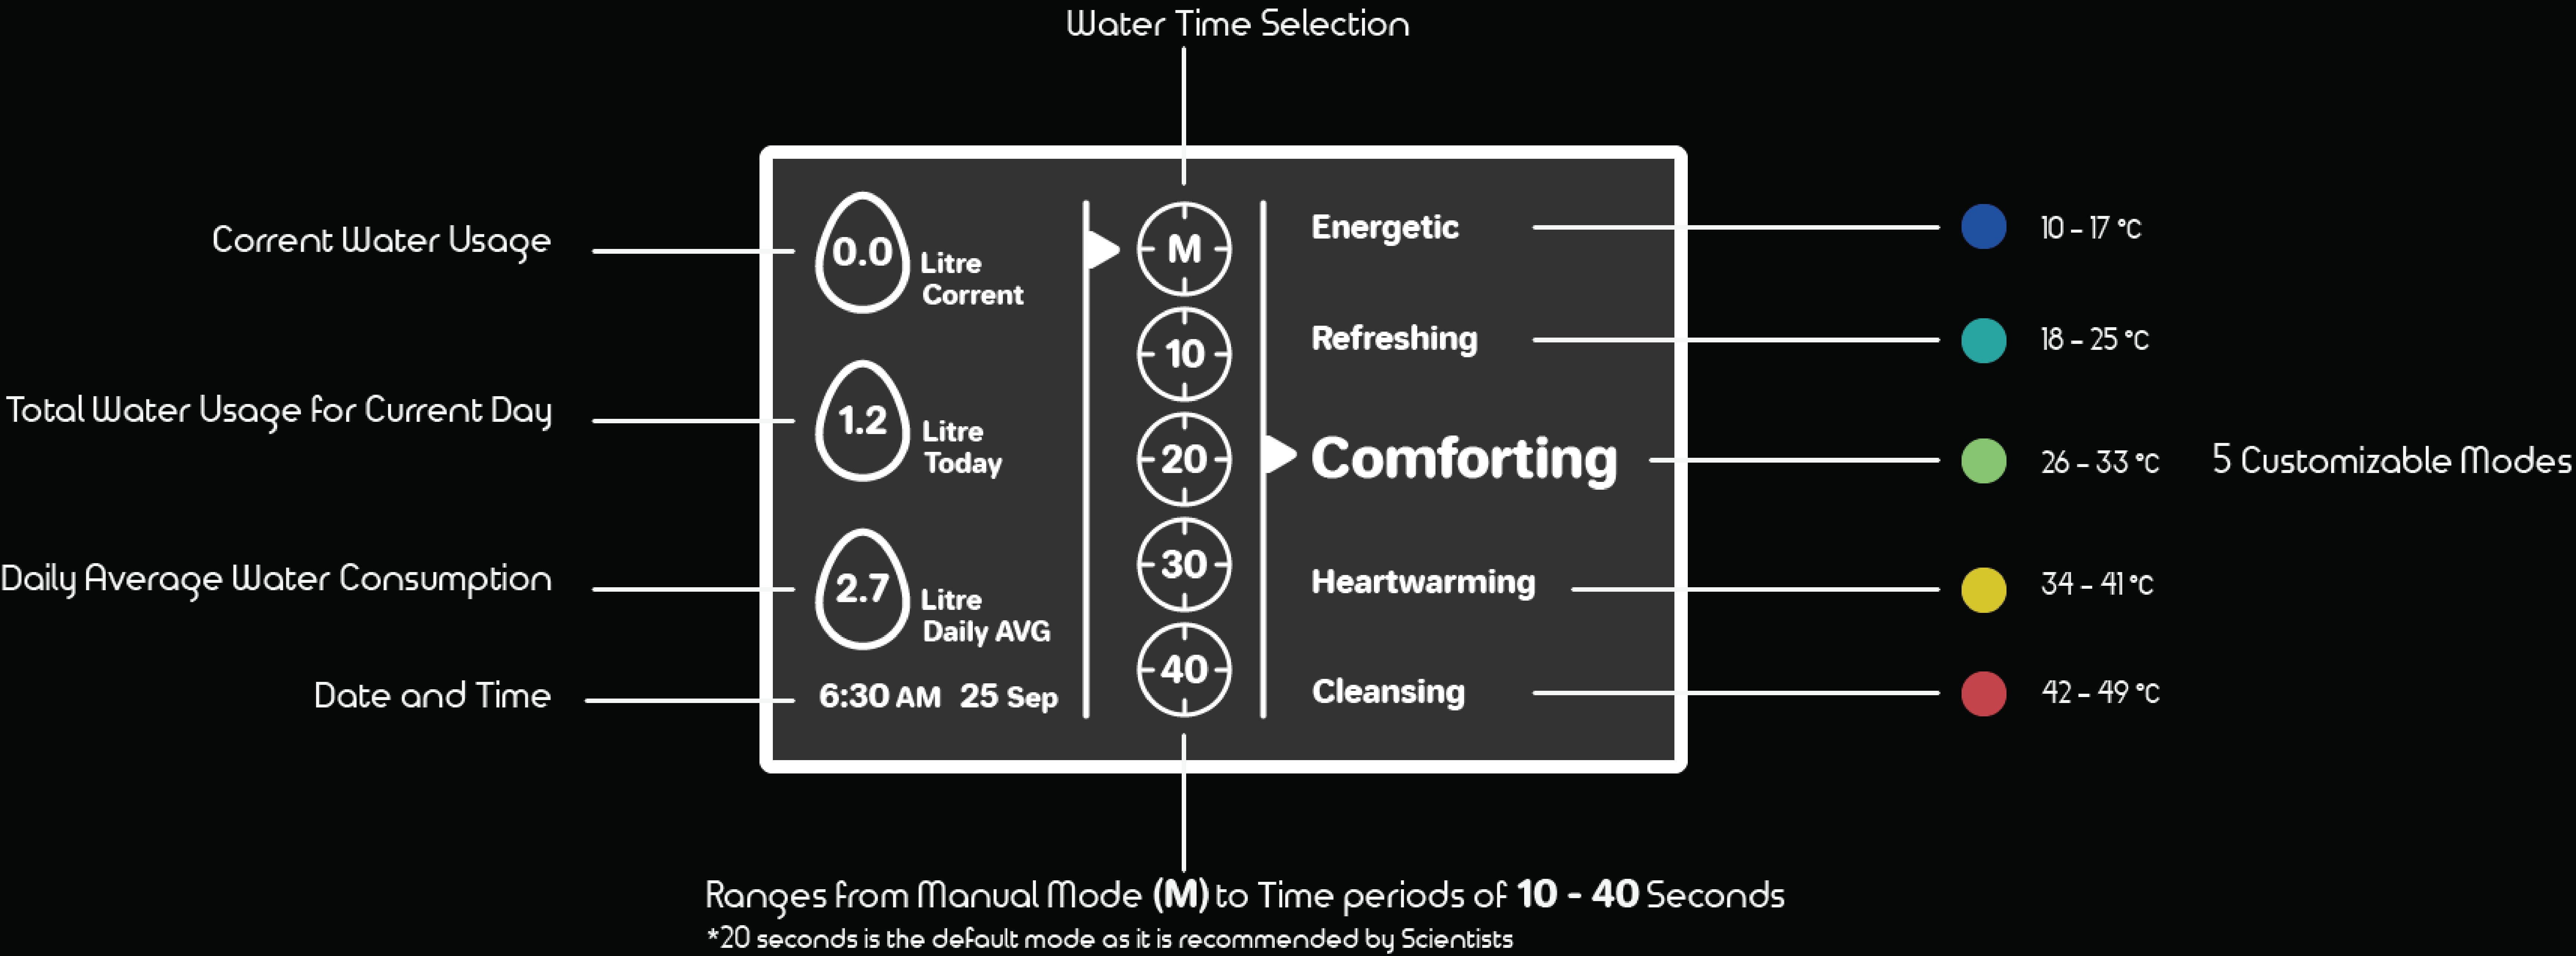 Water Time Selection
Corrent Water Usage
Total Water Usage for Current Day
Daily Average Water Consumption
Date and Time
0.0
Litre
Corrent
1.2
Litre
Today
2.7
Litre
Daily AVG
6:30 AM 25 Sep
M
10
20
30
40
Energetic
Refreshing
Comforting
Heartwarming
Cleansing
10 - 17 °C
18 - 25 °C
26 - 33 °C
34 - 41 °C
42 - 49 °C
5 Customizable Modes
Ranges from Manual Mode (M) to Time periods of 10 - 40 Seconds
*20 seconds is the default mode as it is recommended by Scientists